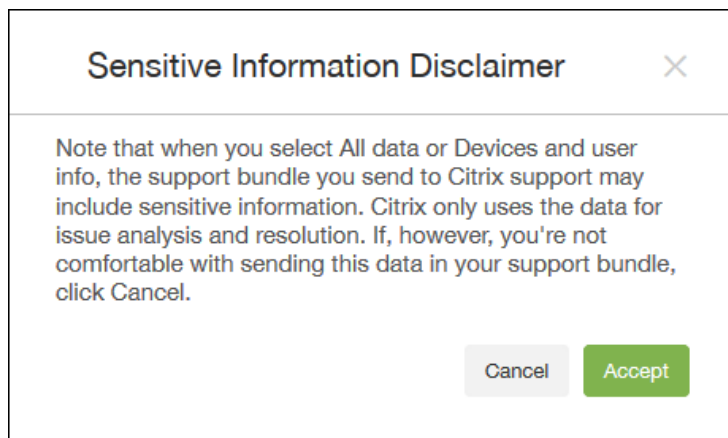 Sensitive Information Disclaimer
Note that when you select All data or Devices and user
info, the support bundle you send to Citrix support may
include sensitive information. Citrix only uses the data for
issue analysis and resolution. If, however, you're not
comfortable with sending this data in your support bundle,
click Cancel.
Cancel Accept